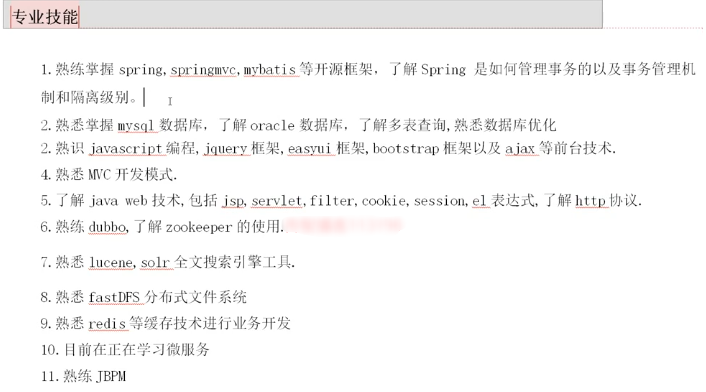 专业技能
1.熟练掌握 spring,springmvc,mybatis 等开源框架，了解 Spring 是如何管理事务的以及事务管理机
制和隔离级别。
2.熟悉掌握 mysql 数据库，了解 oracle 数据库，了解多表查询,熟悉数据库优化
2.熟识 javascript 编程,jquery 框架,easyui 框架,bootstrap 框架以及 ajax 等前台技术.
4.熟悉 MVC 开发模式.
5.了解 java web 技术,包括 jsp,servlet,filter,cookie,session,el 表达式,了解 http 协议.
6.熟练 dubbo,了解 zookeeper 的使用.
7.熟悉 lucene,solr 全文搜索引擎工具.
8.熟悉 fastDFS 分布式文件系统
9.熟悉 redis 等缓存技术进行业务开发
10.目前在正在学习微服务
11.熟练 JBPM